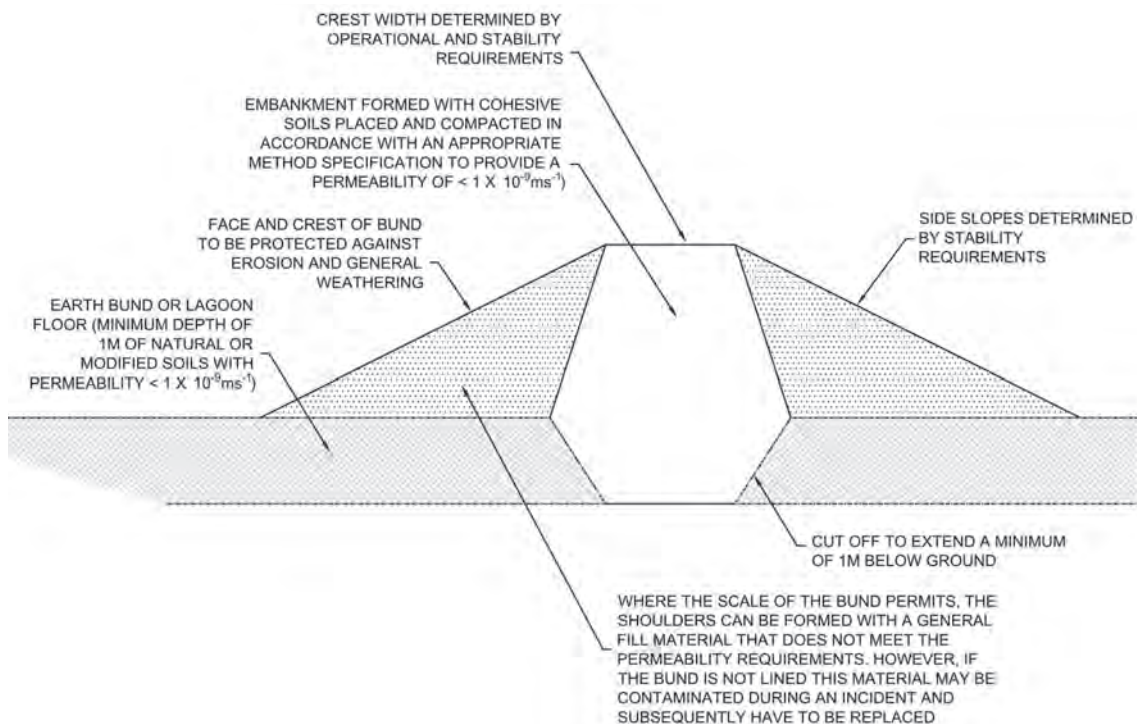 CREST WIDTH DETERMINED BY
OPERATIONAL AND STABILITY
REQUIREMENTS
EMBANKMENT FORMED WITH COHESIVE
SOILS PLACED AND COMPACTED IN
ACCORDANCE WITH AN APPROPRIATE
METHOD SPECIFICATION TO PROVIDE A
PERMEABILITY OF < 1 X 10⁻⁹ms⁻¹)
FACE AND CREST OF BUND
TO BE PROTECTED AGAINST
EROSION AND GENERAL
WEATHERING
SIDE SLOPES DETERMINED
BY STABILITY
REQUIREMENTS
EARTH BUND OR LAGOON
FLOOR (MINIMUM DEPTH OF
1M OF NATURAL OR
MODIFIED SOILS WITH
PERMEABILITY < 1 X 10⁻⁹ms⁻¹)
CUT OFF TO EXTEND A MINIMUM
OF 1M BELOW GROUND
WHERE THE SCALE OF THE BUND PERMITS, THE
SHOULDERS CAN BE FORMED WITH A GENERAL
FILL MATERIAL THAT DOES NOT MEET THE
PERMEABILITY REQUIREMENTS. HOWEVER, IF
THE BUND IS NOT LINED THIS MATERIAL MAY BE
CONTAMINATED DURING AN INCIDENT AND
SUBSEQUENTLY HAVE TO BE REPLACED